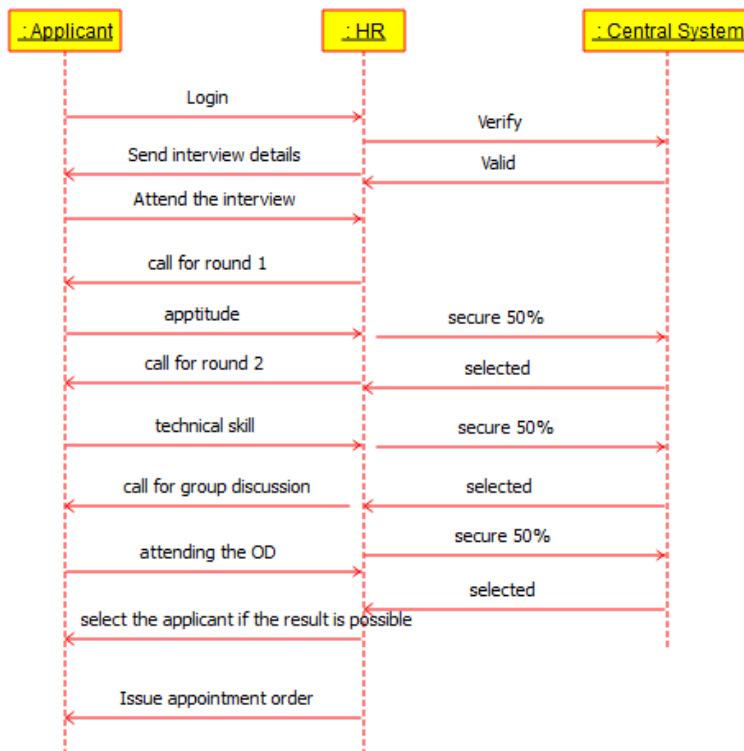 : Applicant
: HR
: Central System
Login
Verify
Send interview details
Valid
Attend the interview
call for round 1
apptitude
secure 50%
call for round 2
selected
technical skill
secure 50%
call for group discussion
selected
secure 50%
attending the OD
selected
select the applicant if the result is possible
Issue appointment order